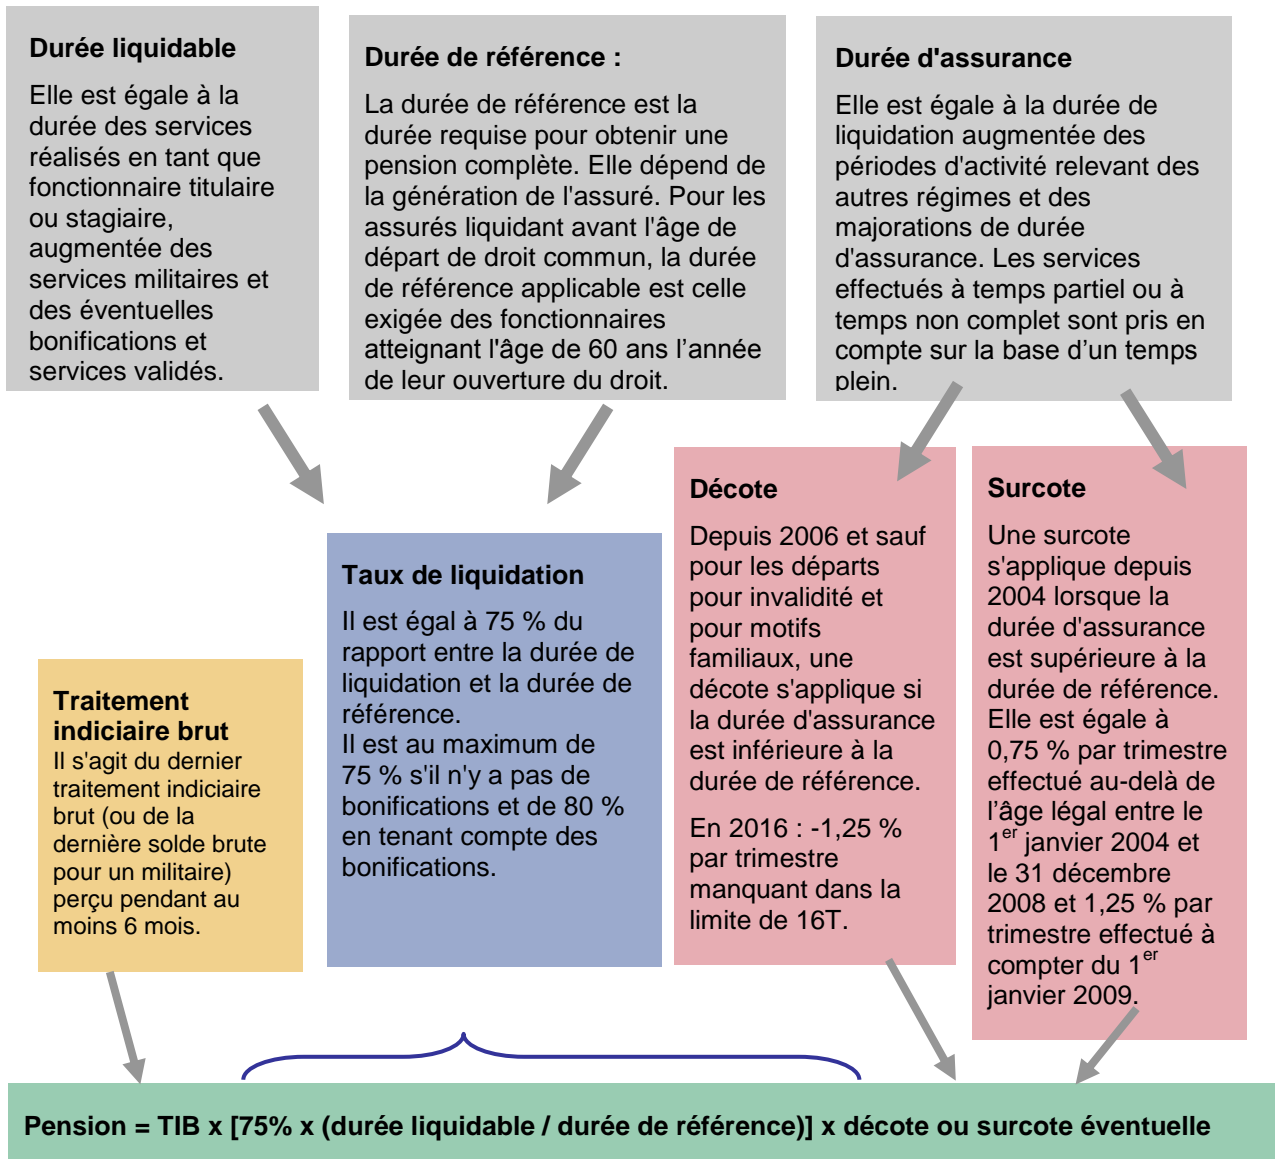 Durée liquidable
Elle est égale à la
durée des services
réalisés en tant que
fonctionnaire titulaire
ou stagiaire,
augmentée des
services militaires et
des éventuelles
bonifications et
services validés.
Durée de référence :
La durée de référence est la
durée requise pour obtenir une
pension complète. Elle dépend de
la génération de l'assuré. Pour les
assurés liquidant avant l'âge de
départ de droit commun, la durée
de référence applicable est celle
exigée des fonctionnaires
atteignant l'âge de 60 ans l’année
de leur ouverture du droit.
Durée d'assurance
Elle est égale à la durée de
liquidation augmentée des
périodes d'activité relevant des
autres régimes et des
majorations de durée
d'assurance. Les services
effectués à temps partiel ou à
temps non complet sont pris en
compte sur la base d’un temps
plein.
Traitement
indiciaire brut
Il s'agit du dernier
traitement indiciaire
brut (ou de la
dernière solde brute
pour un militaire)
perçu pendant au
moins 6 mois.
Taux de liquidation
Il est égal à 75 % du
rapport entre la durée de
liquidation et la durée de
référence.
Il est au maximum de
75 % s'il n'y a pas de
bonifications et de 80 %
en tenant compte des
bonifications.
Décote
Depuis 2006 et sauf
pour les départs
pour invalidité et
pour motifs
familiaux, une
décote s'applique si
la durée d'assurance
est inférieure à la
durée de référence.
En 2016 : -1,25 %
par trimestre
manquant dans la
limite de 16T.
Surcote
Une surcote
s'applique depuis
2004 lorsque la
durée d'assurance
est supérieure à la
durée de référence.
Elle est égale à
0,75 % par trimestre
effectué au-delà de
l’âge légal entre le
1er janvier 2004 et
le 31 décembre
2008 et 1,25 % par
trimestre effectué à
compter du 1er
janvier 2009.
Pension = TIB x [75% x (durée liquidable / durée de référence)] x décote ou surcote éventuelle